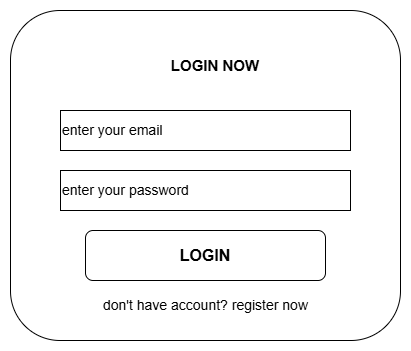 LOGIN NOW
enter your email
enter your password
LOGIN
don't have account? register now